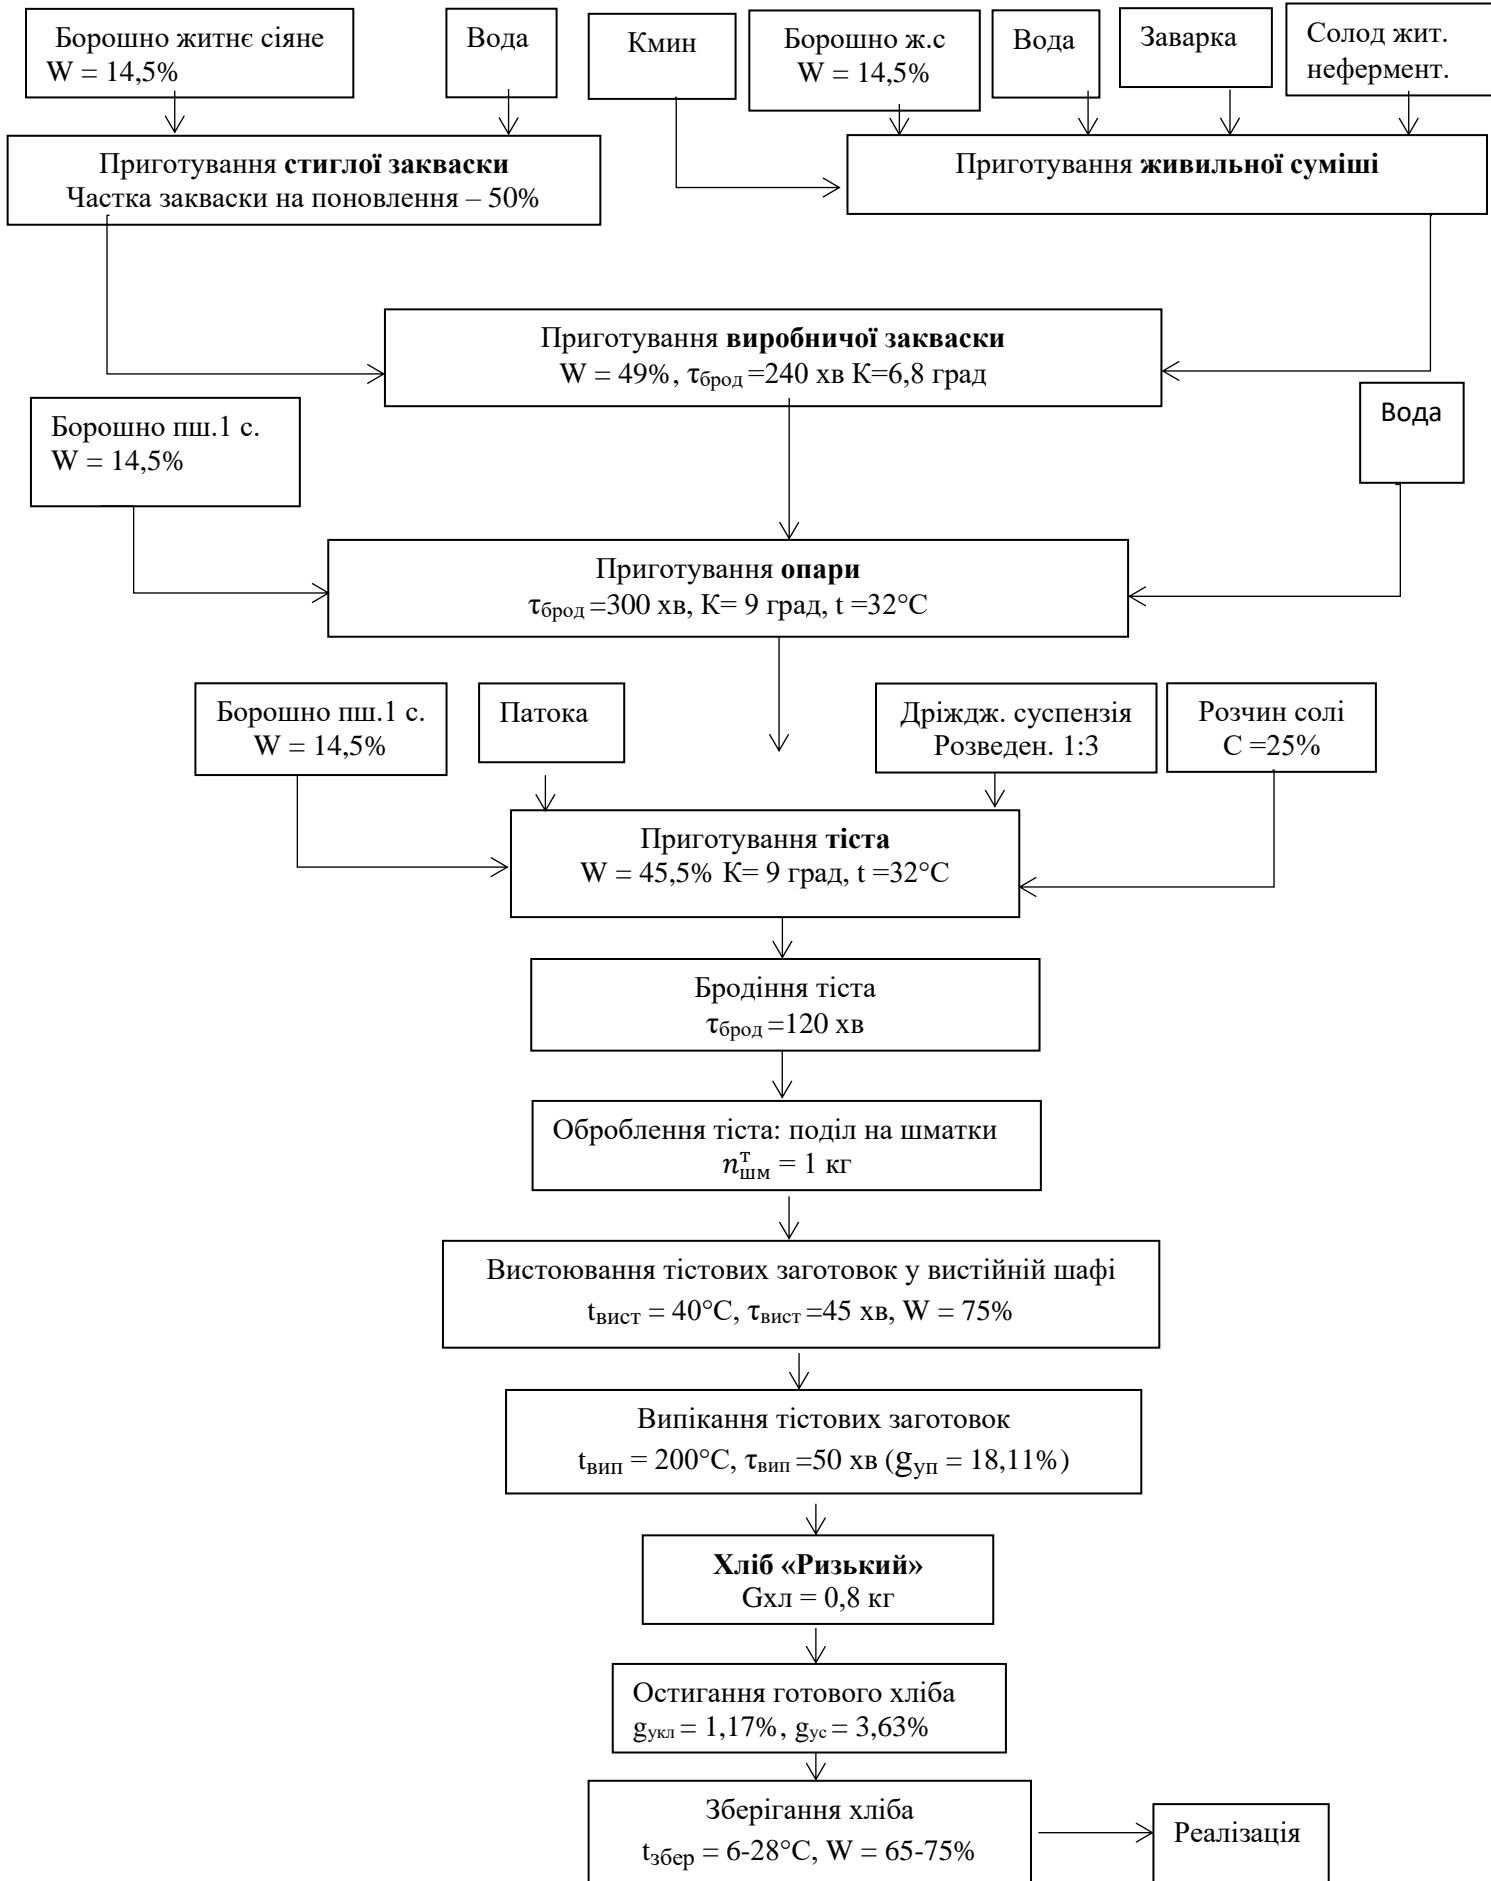 Борошно житнє сіяне
W = 14,5%
Вода
Кмин
Борошно ж.с
W = 14,5%
Вода
Заварка
Солод жит.
нефермент.
Приготування стиглої закваски
Частка закваски на поновлення – 50%
Приготування живильної суміші
Приготування виробничої закваски
W = 49%, τброд =240 хв К=6,8 град
Борошно пш.1 с.
W = 14,5%
Вода
Приготування опари
τброд =300 хв, К= 9 град, t =32°С
Борошно пш.1 с.
W = 14,5%
Патока
Дріждж. суспензія
Розведен. 1:3
Розчин солі
С =25%
Приготування тіста
W = 45,5% К= 9 град, t =32°С
Бродіння тіста
τброд =120 хв
Оброблення тіста: поділ на шматки
nшмт = 1 кг
Вистоювання тістових заготовок у вистійній шафі
tвист = 40°С, τвист =45 хв, W = 75%
Випікання тістових заготовок
tвип = 200°С, τвип =50 хв (gуп = 18,11%)
Хліб «Ризький»
Gхл = 0,8 кг
Остигання готового хліба
gукл = 1,17%, gус = 3,63%
Зберігання хліба
tзбер = 6-28°С, W = 65-75%
Реалізація